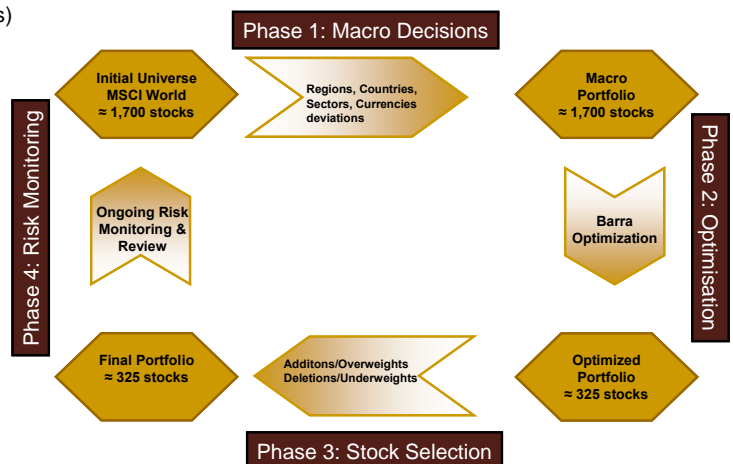 s)
Phase 1: Macro Decisions
Initial Universe
MSCI World
≈ 1,700 stocks
Regions, Countries,
Sectors, Currencies
deviations
Macro
Portfolio
≈ 1,700 stocks
Phase 2: Optimisation
Barra
Optimization
Optimized
Portfolio
≈ 325 stocks
Additons/Overweights
Deletions/Underweights
Phase 3: Stock Selection
Final Portfolio
≈ 325 stocks
Ongoing Risk
Monitoring &
Review
Phase 4: Risk Monitoring